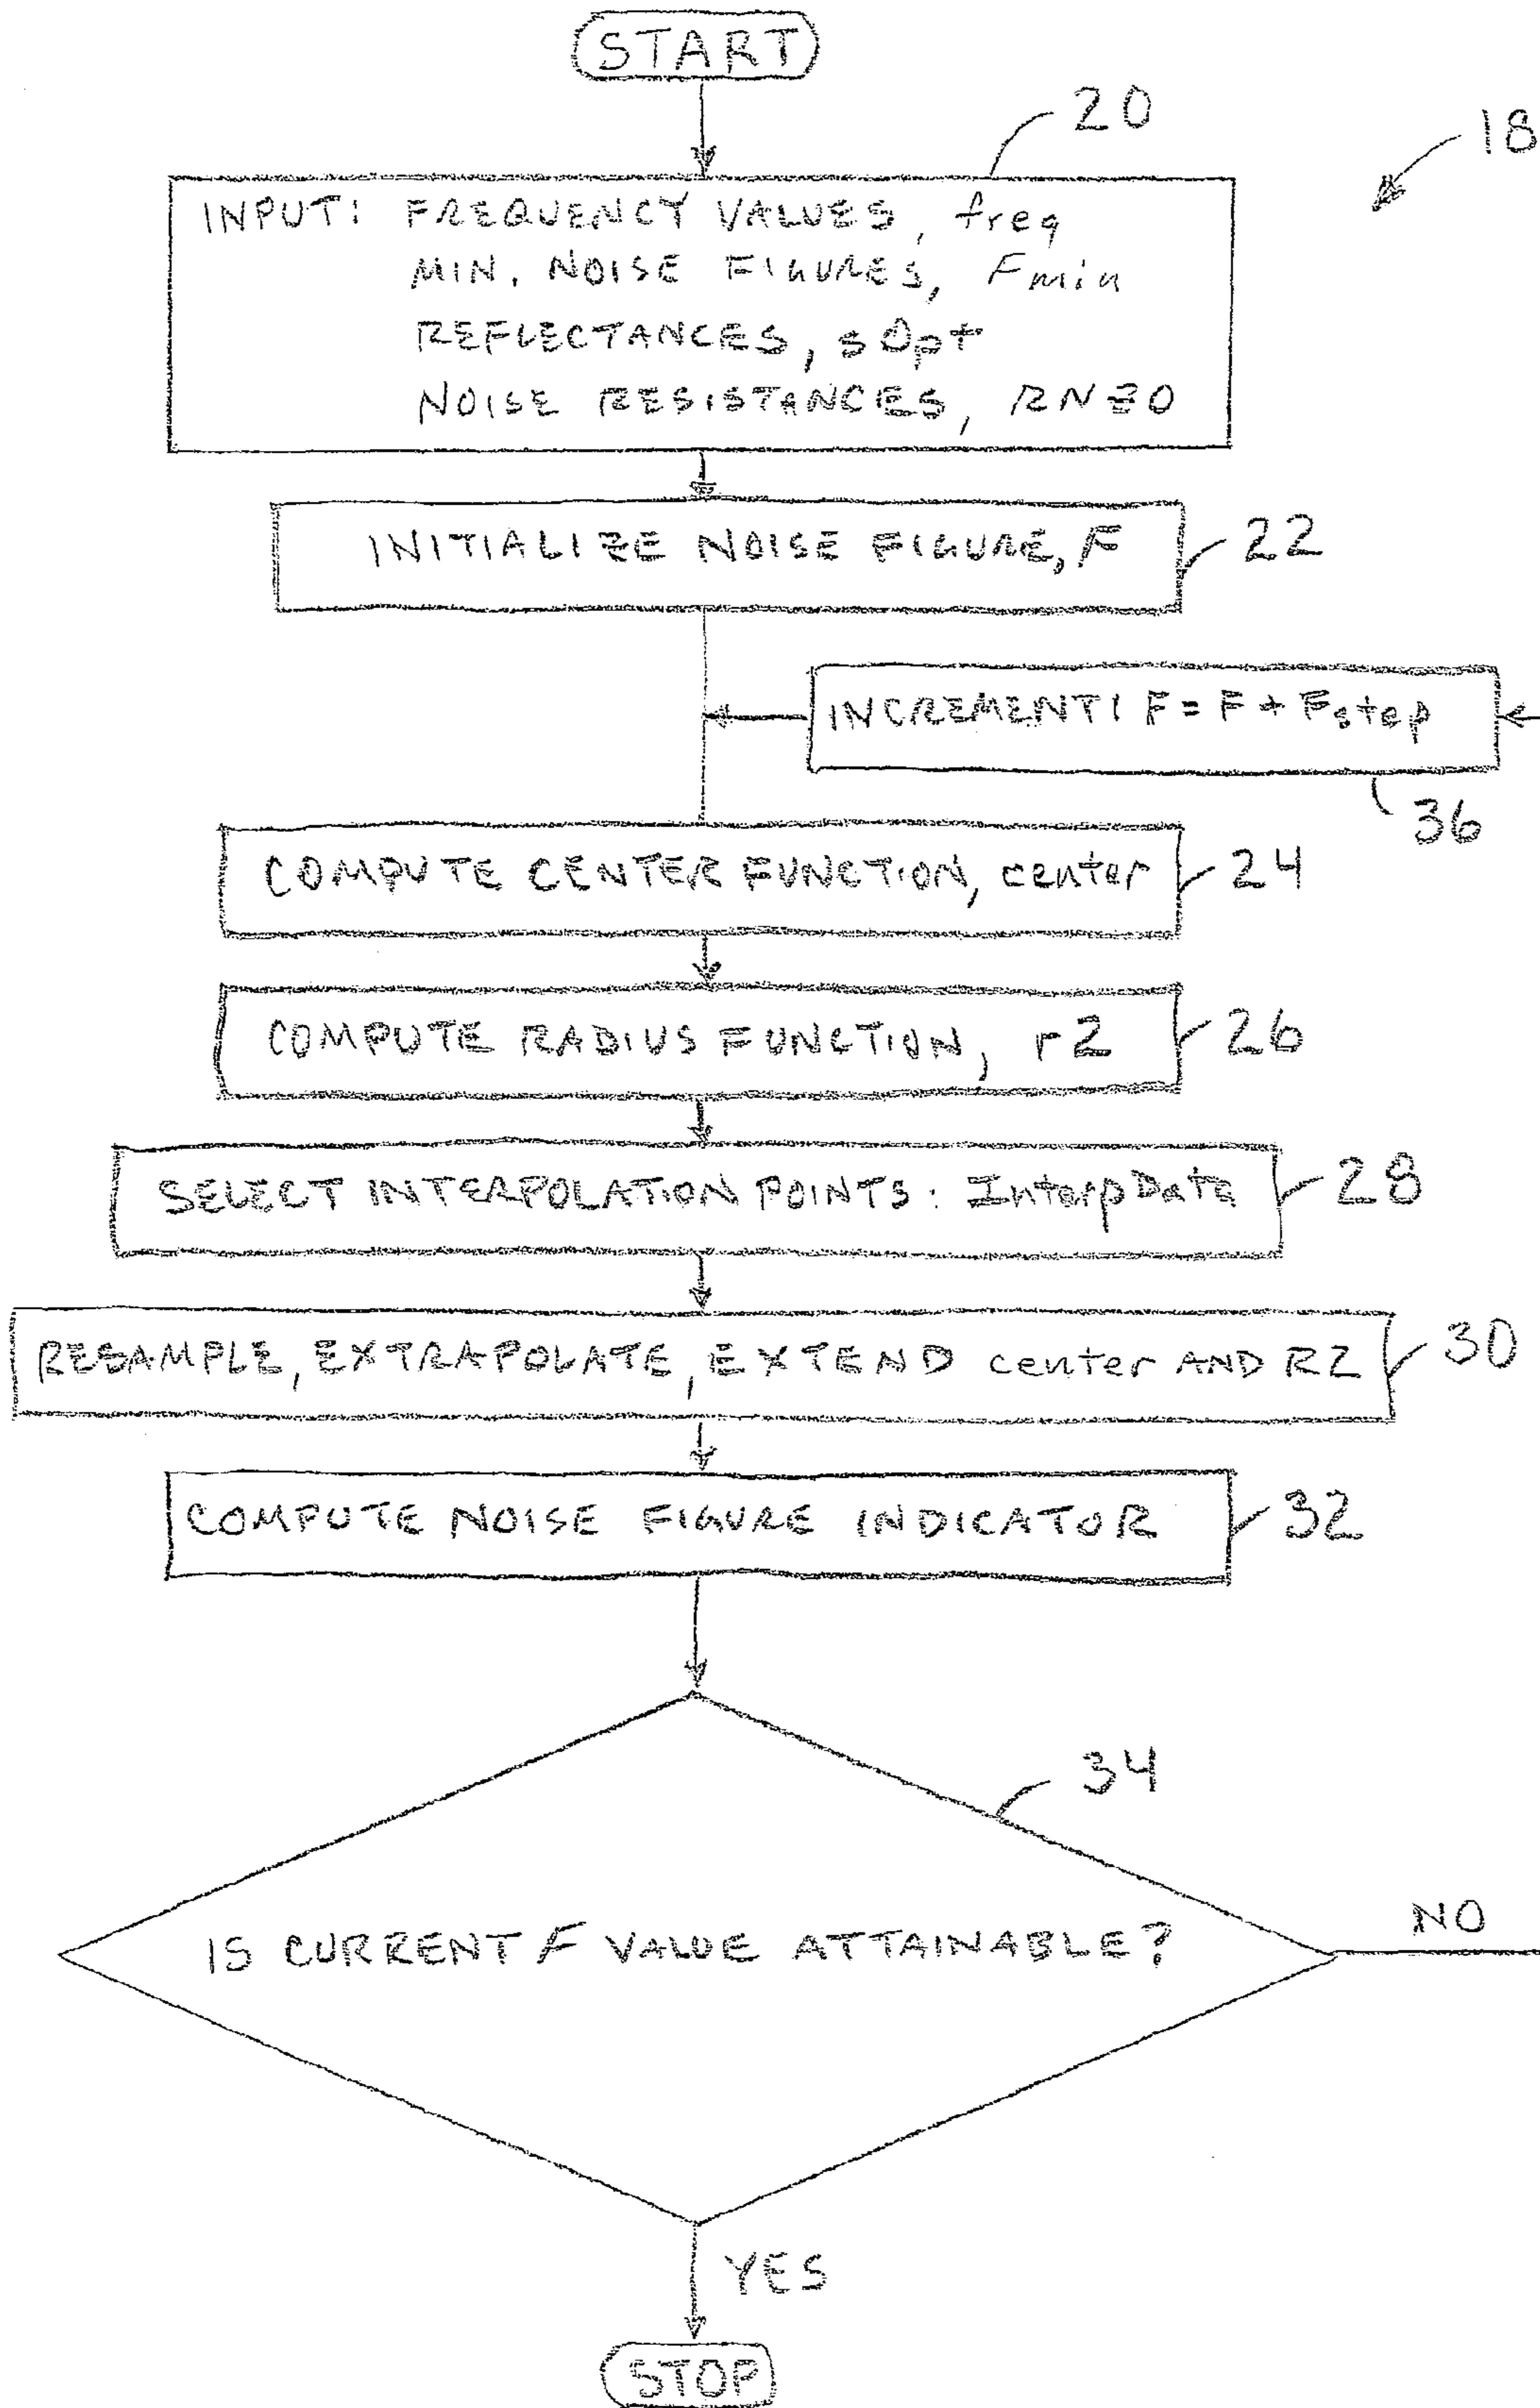 START
20
18
INPUT: FREQUENCY VALUES, freq
MIN. NOISE FIGURES, Fmin
REFLECTANCES, sOpt
NOISE RESISTANCES, RNZ0
INITIALIZE NOISE FIGURE, F
22
INCREMENT: F = F + Fstep
36
COMPUTE CENTER FUNCTION, center
24
COMPUTE RADIUS FUNCTION, r2
26
SELECT INTERPOLATION POINTS: InterpData
28
RESAMPLE, EXTRAPOLATE, EXTEND center AND R2
30
COMPUTE NOISE FIGURE INDICATOR
32
34
IS CURRENT F VALUE ATTAINABLE?
NO
YES
STOP